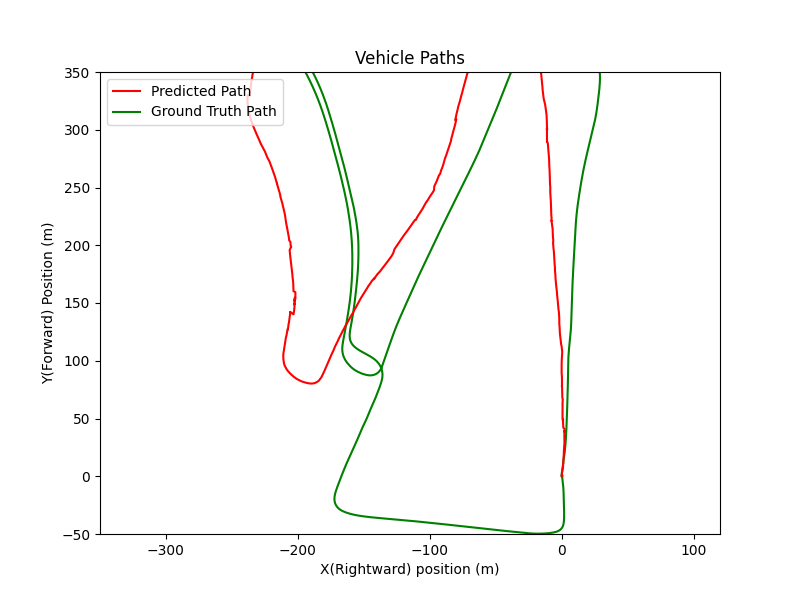 Vehicle Paths
Predicted Path
Ground Truth Path
350
300
250
200
150
100
50
0
−50
Y(Forward) Position (m)
−300
−200
−100
0
100
X(Rightward) position (m)